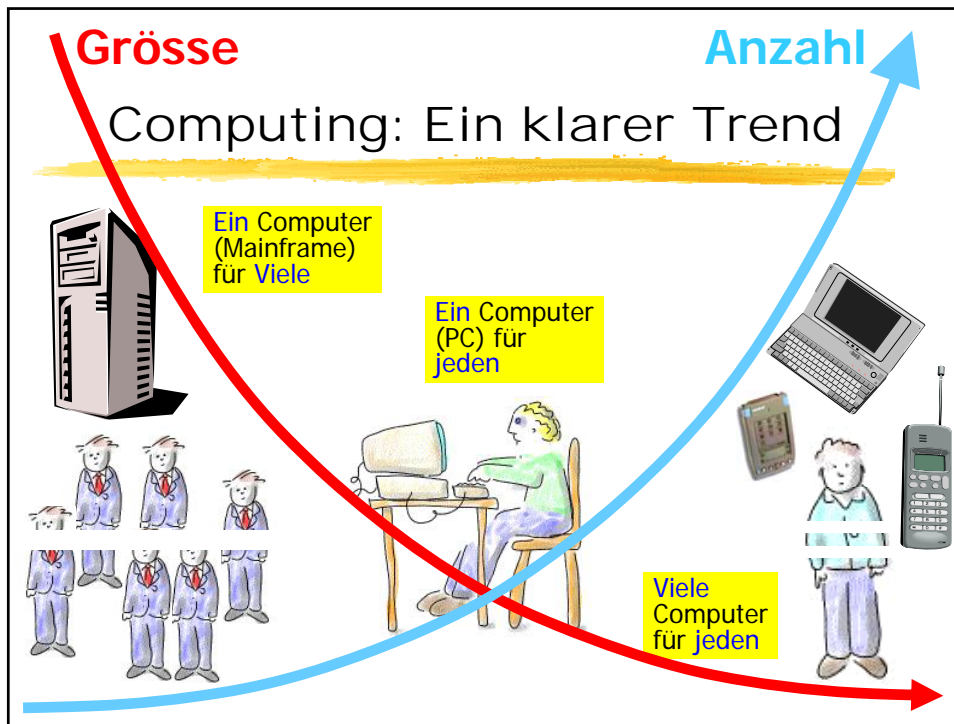 Grösse
Anzahl
Computing: Ein klarer Trend
Ein Computer
(Mainframe)
für Viele
Ein Computer
(PC) für
jeden
Viele
Computer
für jeden